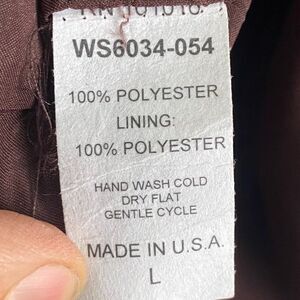 WS6034-054
100% POLYESTER
LINING:
100% POLYESTER
HAND WASH COLD
DRY FLAT
GENTLE CYCLE
MADE IN U.S.A.
L